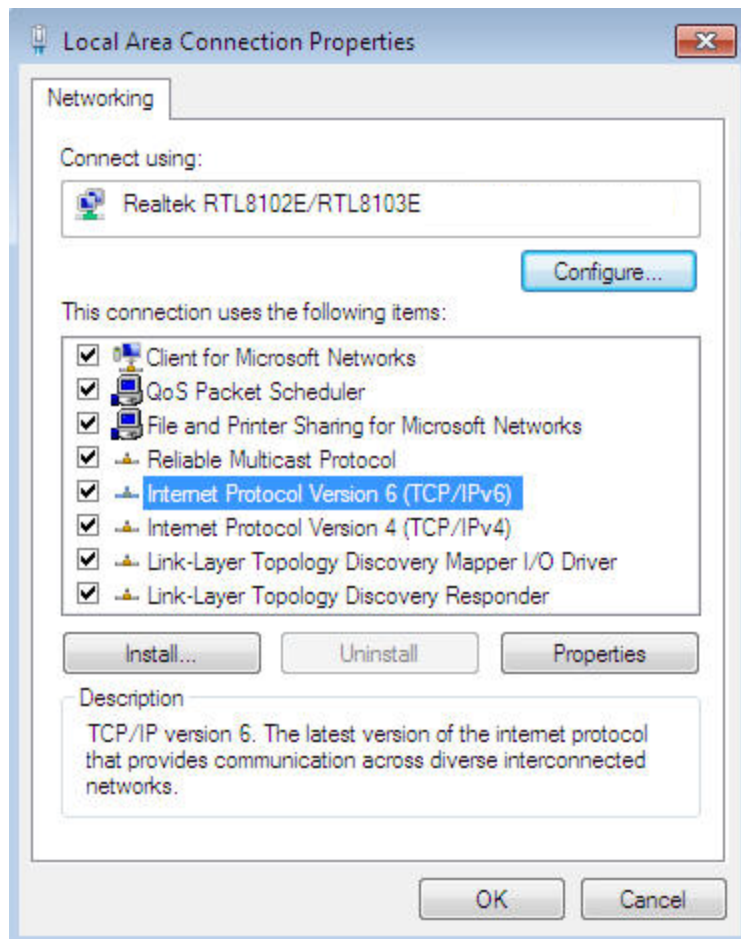 Local Area Connection Properties
Networking
Connect using:
Realtek RTL8102E/RTL8103E
Configure...
This connection uses the following items:
Client for Microsoft Networks
QoS Packet Scheduler
File and Printer Sharing for Microsoft Networks
Reliable Multicast Protocol
Internet Protocol Version 6 (TCP/IPv6)
Internet Protocol Version 4 (TCP/IPv4)
Link-Layer Topology Discovery Mapper I/O Driver
Link-Layer Topology Discovery Responder
Install... Uninstall Properties
Description
TCP/IP version 6. The latest version of the internet protocol
that provides communication across diverse interconnected
networks.
OK Cancel